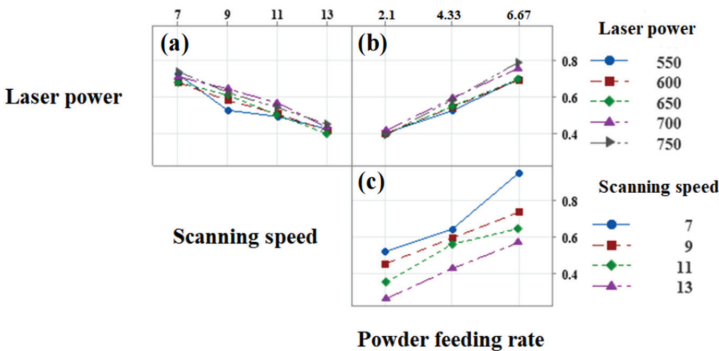 7 9 11 13 2.1 4.33 6.67
Laser power
(a) (b)
0.8
550
Laser power
0.6
600
650
0.4
700
750
(c)
Scanning speed
0.8
7
Scanning speed
0.6
9
11
0.4
13
Powder feeding rate